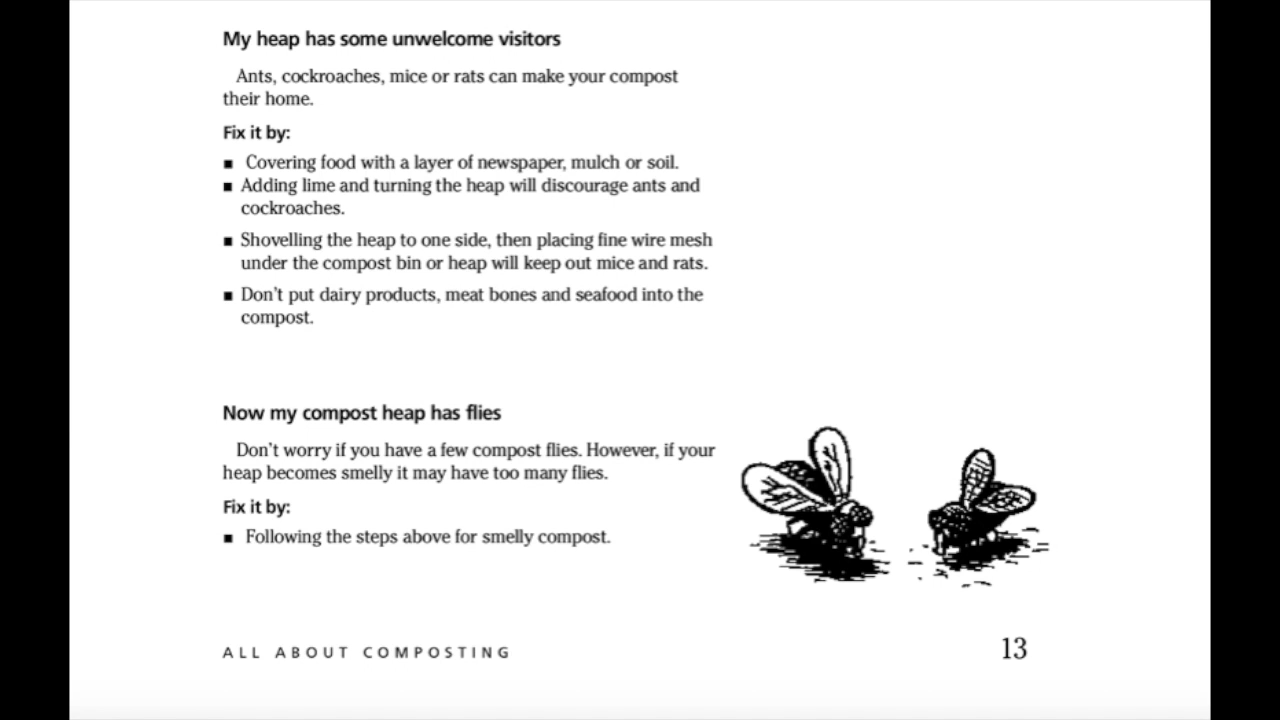 My heap has some unwelcome visitors
Ants, cockroaches, mice or rats can make your compost
their home.
Fix it by:
■ Covering food with a layer of newspaper, mulch or soil.
■ Adding lime and turning the heap will discourage ants and
cockroaches.
■ Shovelling the heap to one side, then placing fine wire mesh
under the compost bin or heap will keep out mice and rats.
■ Don't put dairy products, meat bones and seafood into the
compost.
Now my compost heap has flies
Don't worry if you have a few compost flies. However, if your
heap becomes smelly it may have too many flies.
Fix it by:
■ Following the steps above for smelly compost.
ALL ABOUT COMPOSTING
13